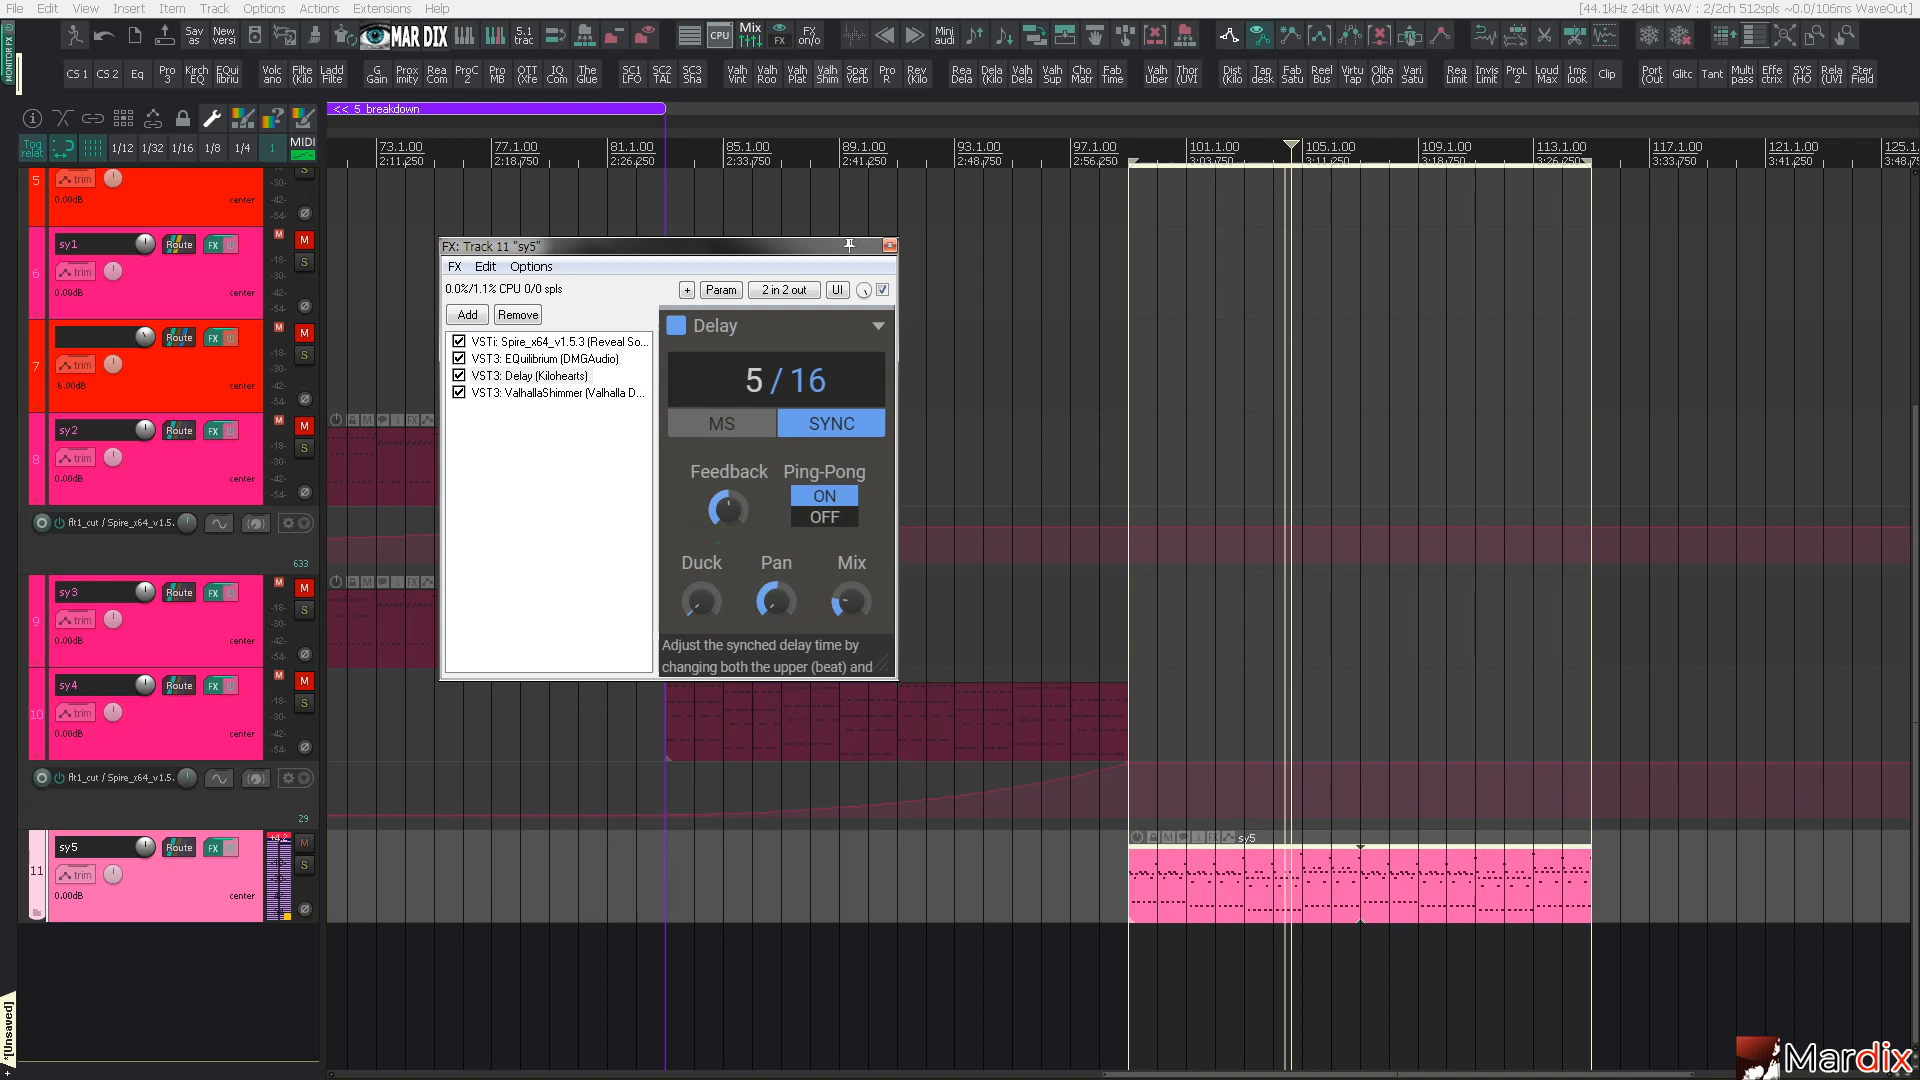 File Edit View Insert Item Track Options Actions Extensions Help
[44.1kHz 24bit WAV : 2/2ch 512spls ~0.0/106ms WaveOut]
MONITOR FX
Sav as
New versi
MAR DIX
5.1 trac
CPU
Mix
FX
FX on/o
Mini audi
CS 1 CS 2 Eq Pro 3 Kirch EQ EQui libriu
Volc ano Filte (Kilo Ladd Filte
G Gain Prox imity Rea Com ProC 2 Pro MB OTT (Xfe IQ Com The Glue
SC1 LFO SC2 TAL SC3 Sha
Valh Vint Valh Roo Valh Plat Valh Shim Spar Verb Pro R Rev (Kilo
Rea Dela Dela (Kilo Valh Dela Valh Sup Cho Matr Fab Time
Valh Uber Thor (UVI
Dist (Kilo Tap desk Fab Satu Reel Bus Virtu Tap Qlita (Oto Vari Satu
Rea Limit Invis Limit ProL 2 Loud Max 1ms look Clip
Port (Out Glitc Tant Multi pass Effe ctrix SYS (HO Rela (UVI Ster Field
<< 5 breakdown
Tog relat
1/12 1/32 1/16 1/8 1/4 1 MIDI
73.1.00 77.1.00 81.1.00 85.1.00 89.1.00 93.1.00 97.1.00 101.1.00 105.1.00 109.1.00 113.1.00 117.1.00 121.1.00 125.1
2:11.250 2:18.750 2:26.250 2:33.750 2:41.250 2:48.750 2:56.250 3:03.750 3:11.250 3:18.750 3:26.250 3:33.750 3:41.250 3:48.75
5
trim
0.00dB center
sy1 Route FX M
6
trim S
0.00dB center
7
Route FX M
trim S
-6.00dB center
sy2 Route FX M
8
trim S
0.00dB center
flt1_cut / Spire_x64_v1.5.
633
sy3 Route FX M
9
trim S
0.00dB center
sy4 Route FX M
10
trim S
0.00dB center
flt1_cut / Spire_x64_v1.5.
29
sy5 Route FX +4.2 M
11
trim S
0.00dB center
FX: Track 11 "sy5"
FX Edit Options
0.0%/1.1% CPU 0/0 spls
+ Param 2 in 2 out UI
Add Remove
VSTi: Spire_x64_v1.5.3 (Reveal So...
VST3: EQuilibrium (DMGAudio)
VST3: Delay (Kilohearts)
VST3: ValhallaShimmer (Valhalla D...
Delay
5 / 16
MS SYNC
Feedback Ping-Pong
ON
OFF
Duck Pan Mix
Adjust the synched delay time by
changing both the upper (beat) and
sy5
*[Unsaved]
Mardix